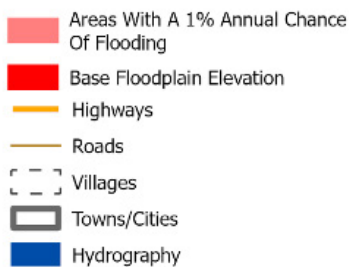 Areas With A 1% Annual Chance
Of Flooding
Base Floodplain Elevation
Highways
Roads
Villages
Towns/Cities
Hydrography